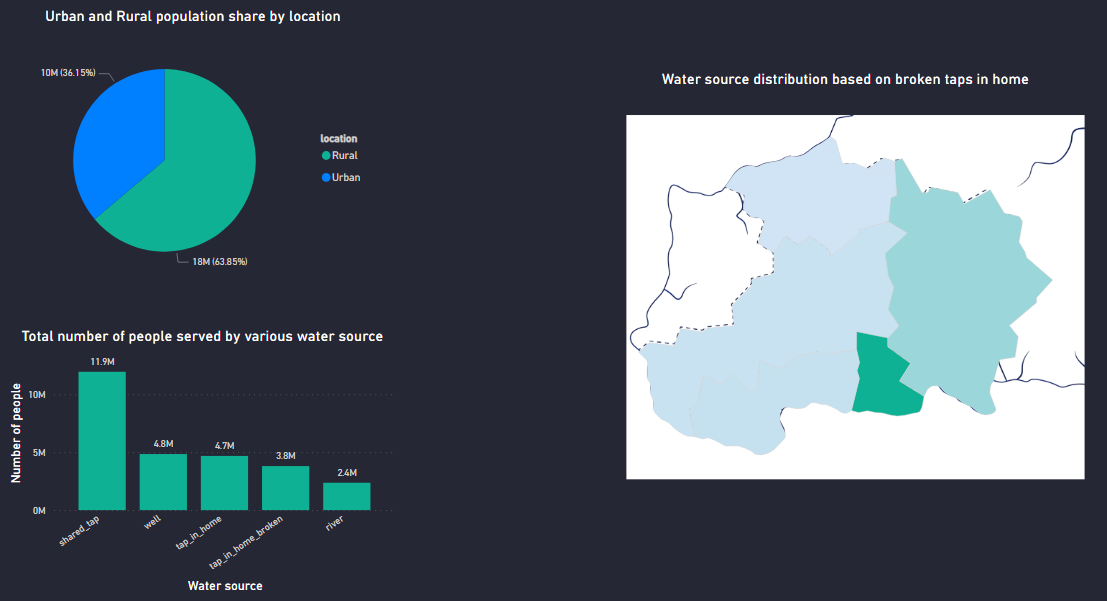 Urban and Rural population share by location
10M (36.15%)
location
Rural
Urban
18M (63.85%)
Water source distribution based on broken taps in home
Total number of people served by various water source
Number of people
10M
5M
0M
11.9M
4.8M
4.7M
3.8M
2.4M
shared_tap
well
tap_in_home
tap_in_home_broken
river
Water source